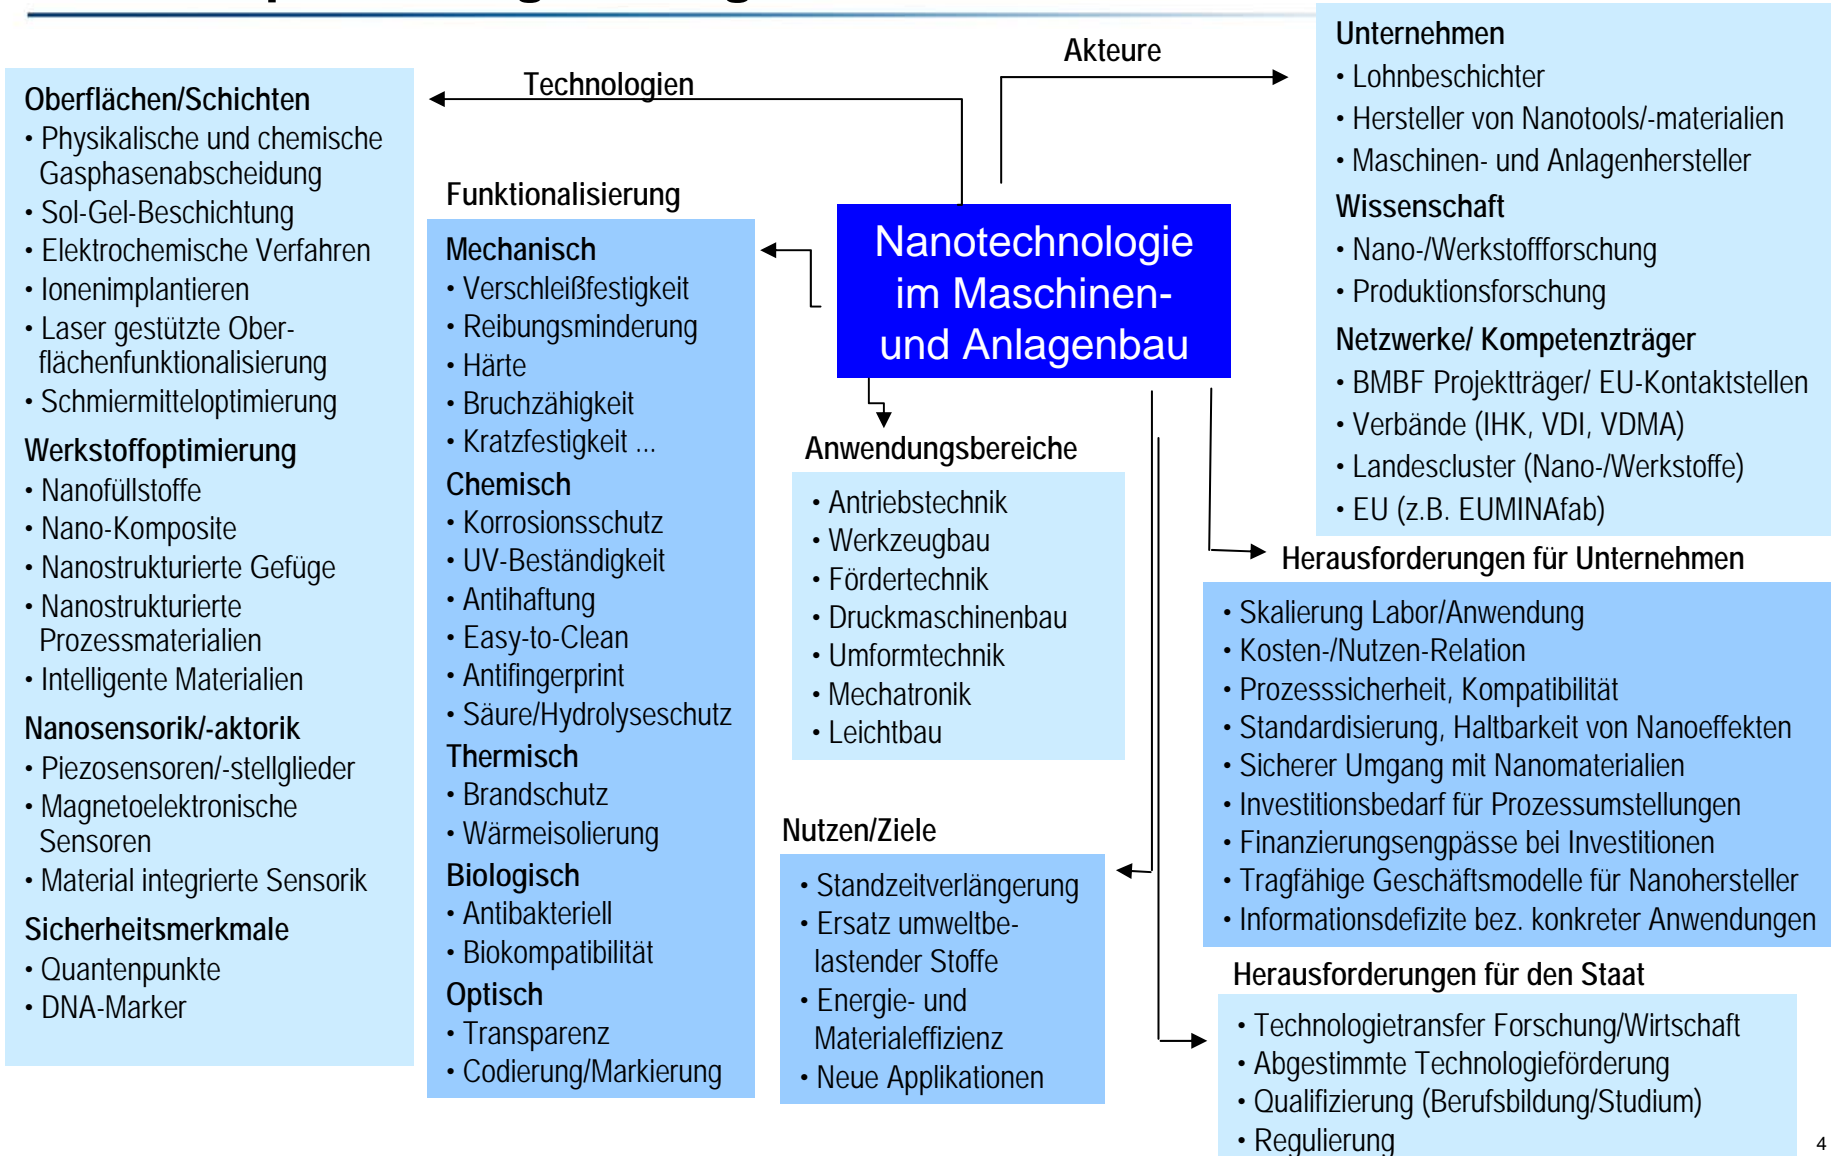 Technologien
Akteure
Oberflächen/Schichten
• Physikalische und chemische
Gasphasenabscheidung
• Sol-Gel-Beschichtung
• Elektrochemische Verfahren
• Ionenimplantieren
• Laser gestützte Ober-
flächenfunktionalisierung
• Schmiermitteloptimierung
Werkstoffoptimierung
• Nanofüllstoffe
• Nano-Komposite
• Nanostrukturierte Gefüge
• Nanostrukturierte
Prozessmaterialien
• Intelligente Materialien
Nanosensorik/-aktorik
• Piezosensoren/-stellglieder
• Magnetoelektronische
Sensoren
• Material integrierte Sensorik
Sicherheitsmerkmale
• Quantenpunkte
• DNA-Marker
Funktionalisierung
Mechanisch
• Verschleißfestigkeit
• Reibungsminderung
• Härte
• Bruchzähigkeit
• Kratzfestigkeit ...
Chemisch
• Korrosionsschutz
• UV-Beständigkeit
• Antihaftung
• Easy-to-Clean
• Antifingerprint
• Säure/Hydrolyseschutz
Thermisch
• Brandschutz
• Wärmeisolierung
Biologisch
• Antibakteriell
• Biokompatibilität
Optisch
• Transparenz
• Codierung/Markierung
Nanotechnologie
im Maschinen-
und Anlagenbau
Anwendungsbereiche
• Antriebstechnik
• Werkzeugbau
• Fördertechnik
• Druckmaschinenbau
• Umformtechnik
• Mechatronik
• Leichtbau
Nutzen/Ziele
• Standzeitverlängerung
• Ersatz umweltbe-
lastender Stoffe
• Energie- und
Materialeffizienz
• Neue Applikationen
Unternehmen
• Lohnbeschichter
• Hersteller von Nanotools/-materialien
• Maschinen- und Anlagenhersteller
Wissenschaft
• Nano-/Werkstoffforschung
• Produktionsforschung
Netzwerke/ Kompetenzträger
• BMBF Projektträger/ EU-Kontaktstellen
• Verbände (IHK, VDI, VDMA)
• Landescluster (Nano-/Werkstoffe)
• EU (z.B. EUMINAfab)
Herausforderungen für Unternehmen
• Skalierung Labor/Anwendung
• Kosten-/Nutzen-Relation
• Prozesssicherheit, Kompatibilität
• Standardisierung, Haltbarkeit von Nanoeffekten
• Sicherer Umgang mit Nanomaterialien
• Investitionsbedarf für Prozessumstellungen
• Finanzierungsengpässe bei Investitionen
• Tragfähige Geschäftsmodelle für Nanohersteller
• Informationsdefizite bez. konkreter Anwendungen
Herausforderungen für den Staat
• Technologietransfer Forschung/Wirtschaft
• Abgestimmte Technologieförderung
• Qualifizierung (Berufsbildung/Studium)
• Regulierung
4